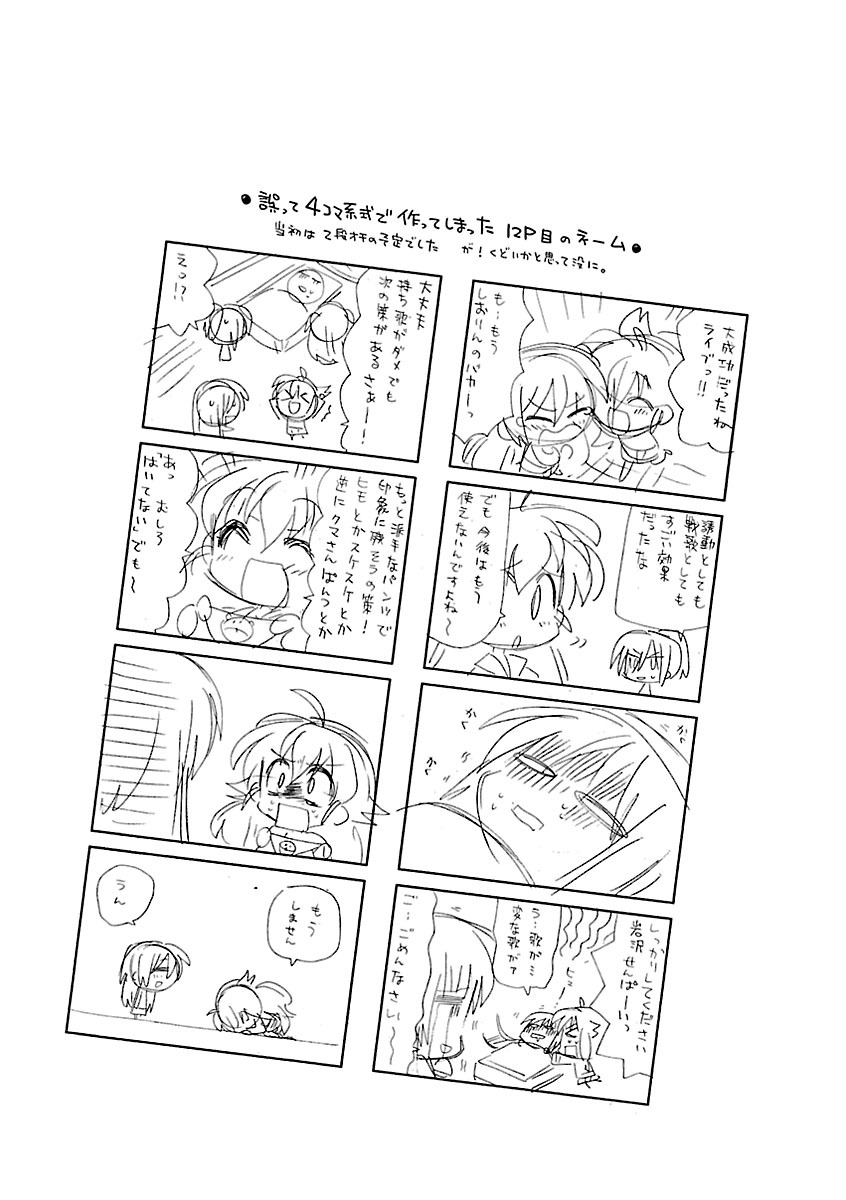 ●誤って4コマ系式で作ってしまった 12P目のネーム●
当初は 2段オチの予定でした が！くどいかと思って没に。
大成功だったね
ライブっ!!
も…もう
しおりんのバカーっ
誘動としても
戦歌としても
すごい効果
だったな
でも今後はもう
使えないんですよね〜
かく
かく
かく
しっかりしてください
岩沢せんぱーいっ
う…歌が…
変な歌が？
ご…ごめんなさい〜
大丈夫
持ち歌がダメでも
次の策があるさぁー！
えっ!?
もっと派手なパンツで
印象に残そうの策！
ヒモとかスケスケとか
逆にクマさんぱんつとか
あっ むしろ
「はいてない」でも〜
もう
しません
うん